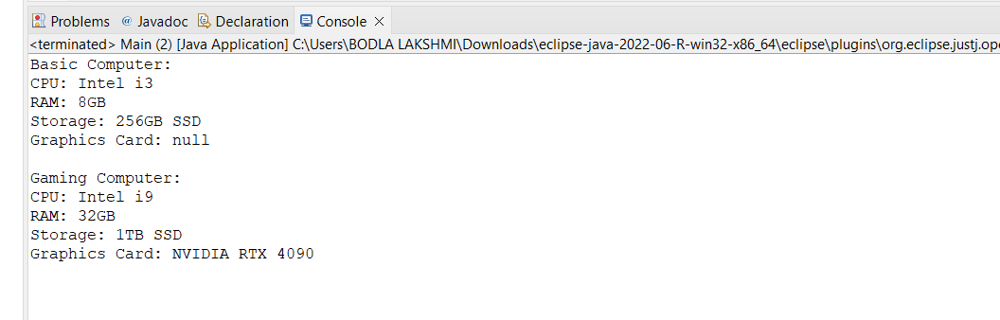 Problems Javadoc Declaration Console
<terminated> Main (2) [Java Application] C:\Users\BODLA LAKSHMI\Downloads\eclipse-java-2022-06-R-win32-x86_64\eclipse\plugins\org.eclipse.justj.ope
Basic Computer:
CPU: Intel i3
RAM: 8GB
Storage: 256GB SSD
Graphics Card: null
Gaming Computer:
CPU: Intel i9
RAM: 32GB
Storage: 1TB SSD
Graphics Card: NVIDIA RTX 4090